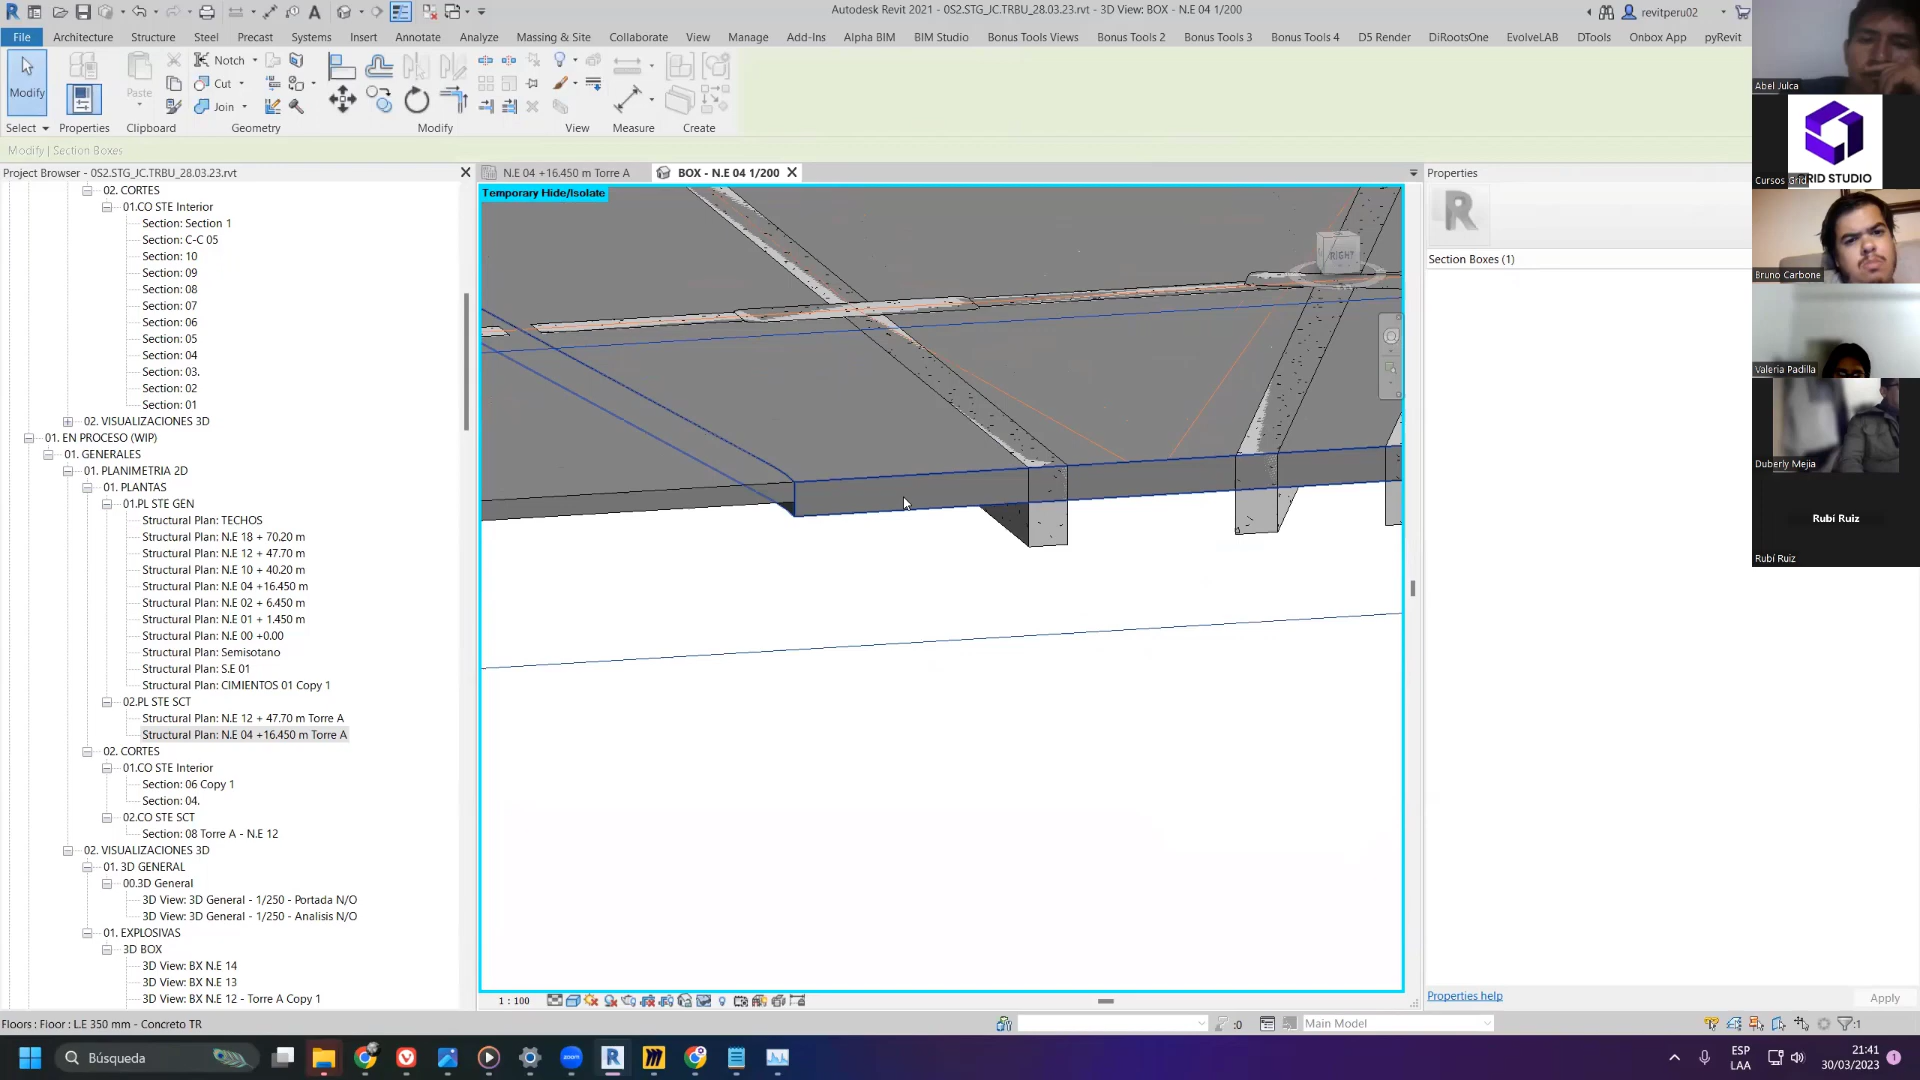 Autodesk Revit 2021 - 0S2.STG_JC.TRBU_28.03.23.rvt - 3D View: BOX - N.E 04 1/200
revitperu02
File Architecture Structure Steel Precast Systems Insert Annotate Analyze Massing & Site Collaborate View Manage Add-Ins Alpha BIM BIM Studio Bonus Tools Views Bonus Tools 2 Bonus Tools 3 Bonus Tools 4 D5 Render DiRootsOne EvolveLAB DTools Onbox App pyRevit
Modify
Paste
Notch
Cut
Join
Select Properties Clipboard Geometry Modify View Measure Create
Modify | Section Boxes
Project Browser - 0S2.STG_JC.TRBU_28.03.23.rvt
02. CORTES
01.CO STE Interior
Section: Section 1
Section: C-C 05
Section: 10
Section: 09
Section: 08
Section: 07
Section: 06
Section: 05
Section: 04
Section: 03.
Section: 02
Section: 01
02. VISUALIZACIONES 3D
01. EN PROCESO (WIP)
01. GENERALES
01. PLANIMETRIA 2D
01. PLANTAS
01.PL STE GEN
Structural Plan: TECHOS
Structural Plan: N.E 18 + 70.20 m
Structural Plan: N.E 12 + 47.70 m
Structural Plan: N.E 10 + 40.20 m
Structural Plan: N.E 04 +16.450 m
Structural Plan: N.E 02 + 6.450 m
Structural Plan: N.E 01 + 1.450 m
Structural Plan: N.E 00 +0.00
Structural Plan: Semisotano
Structural Plan: S.E 01
Structural Plan: CIMIENTOS 01 Copy 1
02.PL STE SCT
Structural Plan: N.E 12 + 47.70 m Torre A
Structural Plan: N.E 04 +16.450 m Torre A
02. CORTES
01.CO STE Interior
Section: 06 Copy 1
Section: 04.
02.CO STE SCT
Section: 08 Torre A - N.E 12
02. VISUALIZACIONES 3D
01. 3D GENERAL
00.3D General
3D View: 3D General - 1/250 - Portada N/O
3D View: 3D General - 1/250 - Analisis N/O
01. EXPLOSIVAS
3D BOX
3D View: BX N.E 14
3D View: BX N.E 13
3D View: BX N.E 12 - Torre A Copy 1
N.E 04 +16.450 m Torre A
BOX - N.E 04 1/200
Temporary Hide/Isolate
RIGHT
1 : 100
Properties
R
Section Boxes (1)
Properties help
Apply
Abel Julca
GRID STUDIO
Cursos Grid
Bruno Carbone
Valeria Padilla
Duberly Mejia
Rubí Ruiz
Rubí Ruiz
Floors : Floor : L.E 350 mm - Concreto TR
:0
Main Model
:1
Búsqueda
zoom
R
ESP
LAA
21:41
30/03/2023
1